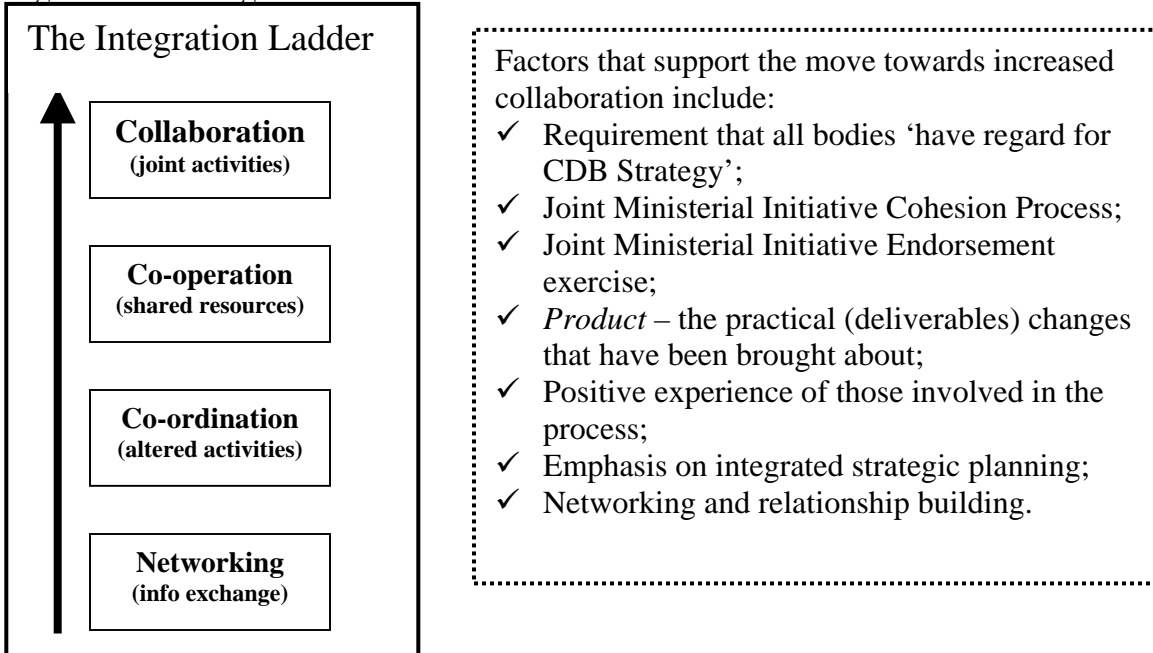 The Integration Ladder
Collaboration
(joint activities)
Co-operation
(shared resources)
Co-ordination
(altered activities)
Networking
(info exchange)
Factors that support the move towards increased
collaboration include:
✓ Requirement that all bodies ‘have regard for
CDB Strategy’;
✓ Joint Ministerial Initiative Cohesion Process;
✓ Joint Ministerial Initiative Endorsement
exercise;
✓ Product – the practical (deliverables) changes
that have been brought about;
✓ Positive experience of those involved in the
process;
✓ Emphasis on integrated strategic planning;
✓ Networking and relationship building.